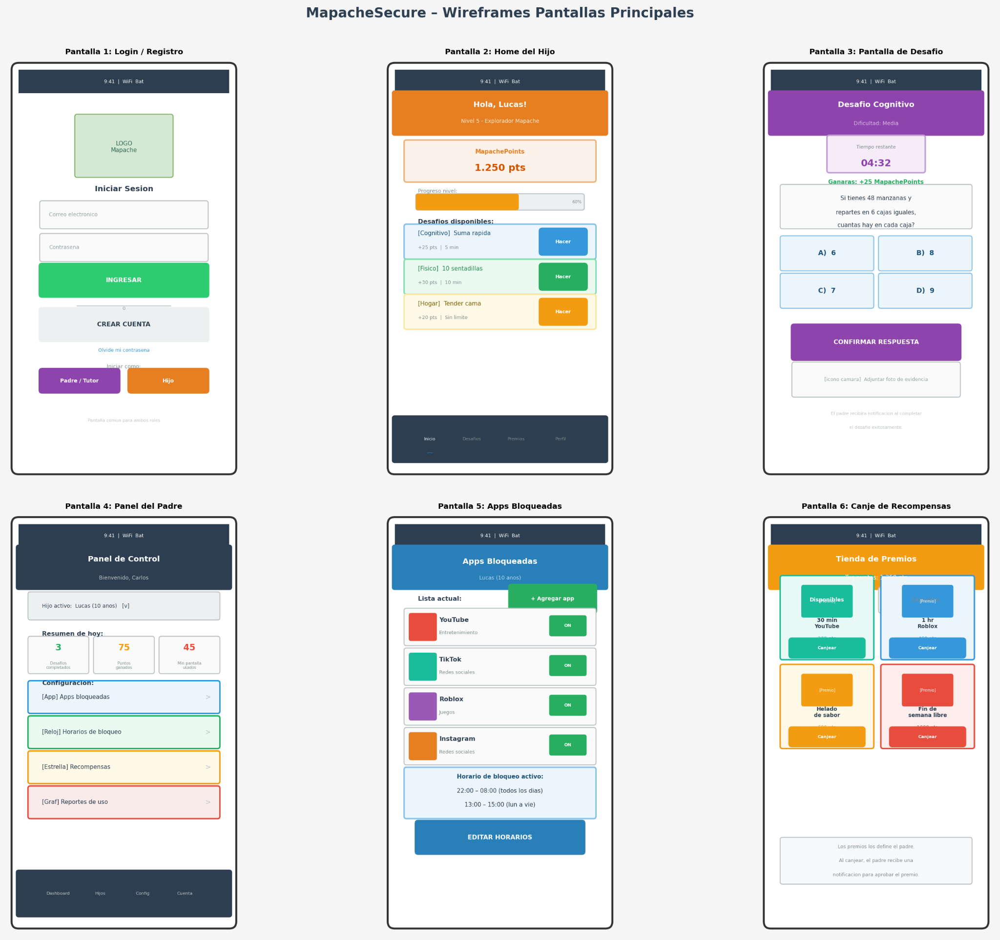 MapacheSecure – Wireframes Pantallas Principales
Pantalla 1: Login / Registro
9:41 | WiFi Bat
LOGO
Mapache
Iniciar Sesion
Correo electronico
Contrasena
INGRESAR
o
CREAR CUENTA
Olvide mi contrasena
Iniciar como:
Padre / Tutor
Hijo
Pantalla comun para ambos roles
Pantalla 2: Home del Hijo
9:41 | WiFi Bat
Hola, Lucas!
Nivel 5 - Explorador Mapache
MapachePoints
1.250 pts
Progreso nivel:
60%
Desafios disponibles:
[Cognitivo] Suma rapida
+25 pts | 5 min
Hacer
[Fisico] 10 sentadillas
+30 pts | 10 min
Hacer
[Hogar] Tender cama
+20 pts | Sin limite
Hacer
Inicio
Desafios
Premios
Perfil
Pantalla 3: Pantalla de Desafio
9:41 | WiFi Bat
Desafio Cognitivo
Dificultad: Media
Tiempo restante
04:32
Ganaras: +25 MapachePoints
Si tienes 48 manzanas y
repartes en 6 cajas iguales,
cuantas hay en cada caja?
A) 6
B) 8
C) 7
D) 9
CONFIRMAR RESPUESTA
[icono camara] Adjuntar foto de evidencia
El padre recibira notificacion al completar
el desafio exitosamente.
Pantalla 4: Panel del Padre
9:41 | WiFi Bat
Panel de Control
Bienvenido, Carlos
Hijo activo: Lucas (10 anos) [v]
Resumen de hoy:
3
Desafios
completados
75
Puntos
ganados
45
Min pantalla
usados
Configuracion:
[App] Apps bloqueadas >
[Reloj] Horarios de bloqueo >
[Estrella] Recompensas >
[Graf] Reportes de uso >
Dashboard
Hijos
Config
Cuenta
Pantalla 5: Apps Bloqueadas
9:41 | WiFi Bat
Apps Bloqueadas
Lucas (10 anos)
Lista actual:
+ Agregar app
YouTube
Entretenimiento
ON
TikTok
Redes sociales
ON
Roblox
Juegos
ON
Instagram
Redes sociales
ON
Horario de bloqueo activo:
22:00 – 08:00 (todos los dias)
13:00 – 15:00 (lun a vie)
EDITAR HORARIOS
Pantalla 6: Canje de Recompensas
9:41 | WiFi Bat
Tienda de Premios
Disponibles
[Premio]
30 min
YouTube
Canjear
[Premio]
1 hr
Roblox
Canjear
[Premio]
Helado
de sabor
Canjear
[Premio]
Fin de
semana libre
Canjear
Los premios los define el padre.
Al canjear, el padre recibe una
notificacion para aprobar el premio.